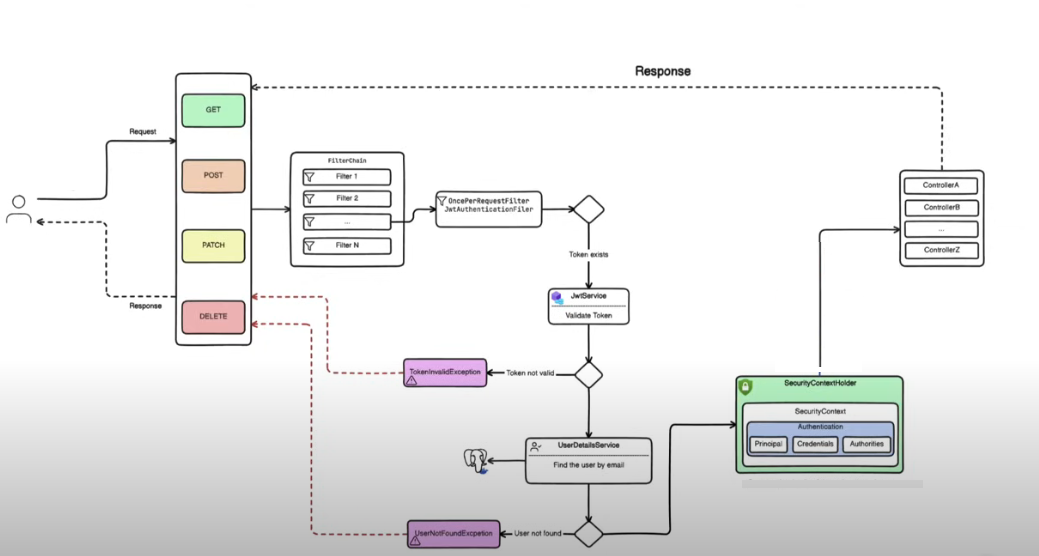 Response
GET
Request
POST
FilterChain
Filter 1
Filter 2
...
Filter N
OncePerRequestFilter
JwtAuthenticationFiler
ControllerA
ControllerB
...
ControllerZ
PATCH
Token exists
JwtService
Validate Token
Response
DELETE
TokenInvalidException
Token not valid
SecurityContextHolder
SecurityContext
Authentication
Principal
Credentials
Authorities
UserDetailsService
Find the user by email
UserNotFoundExcpetion
User not found